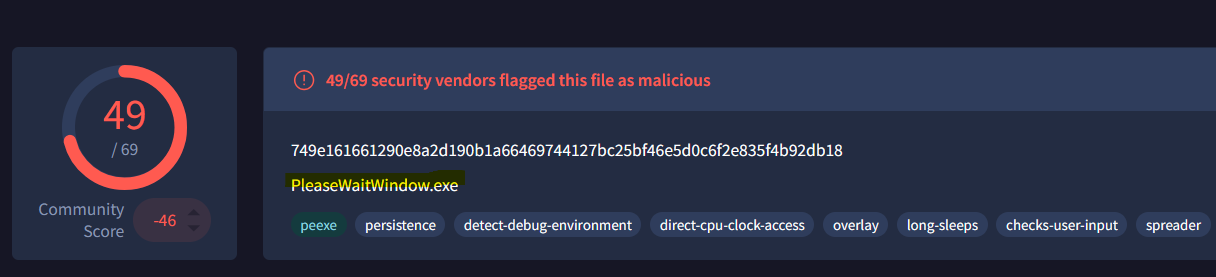 49
/ 69
Community
Score
-46
49/69 security vendors flagged this file as malicious
749e161661290e8a2d190b1a66469744127bc25bf46e5d0c6f2e835f4b92db18
PleaseWaitWindow.exe
peexe persistence detect-debug-environment direct-cpu-clock-access overlay long-sleeps checks-user-input spreader